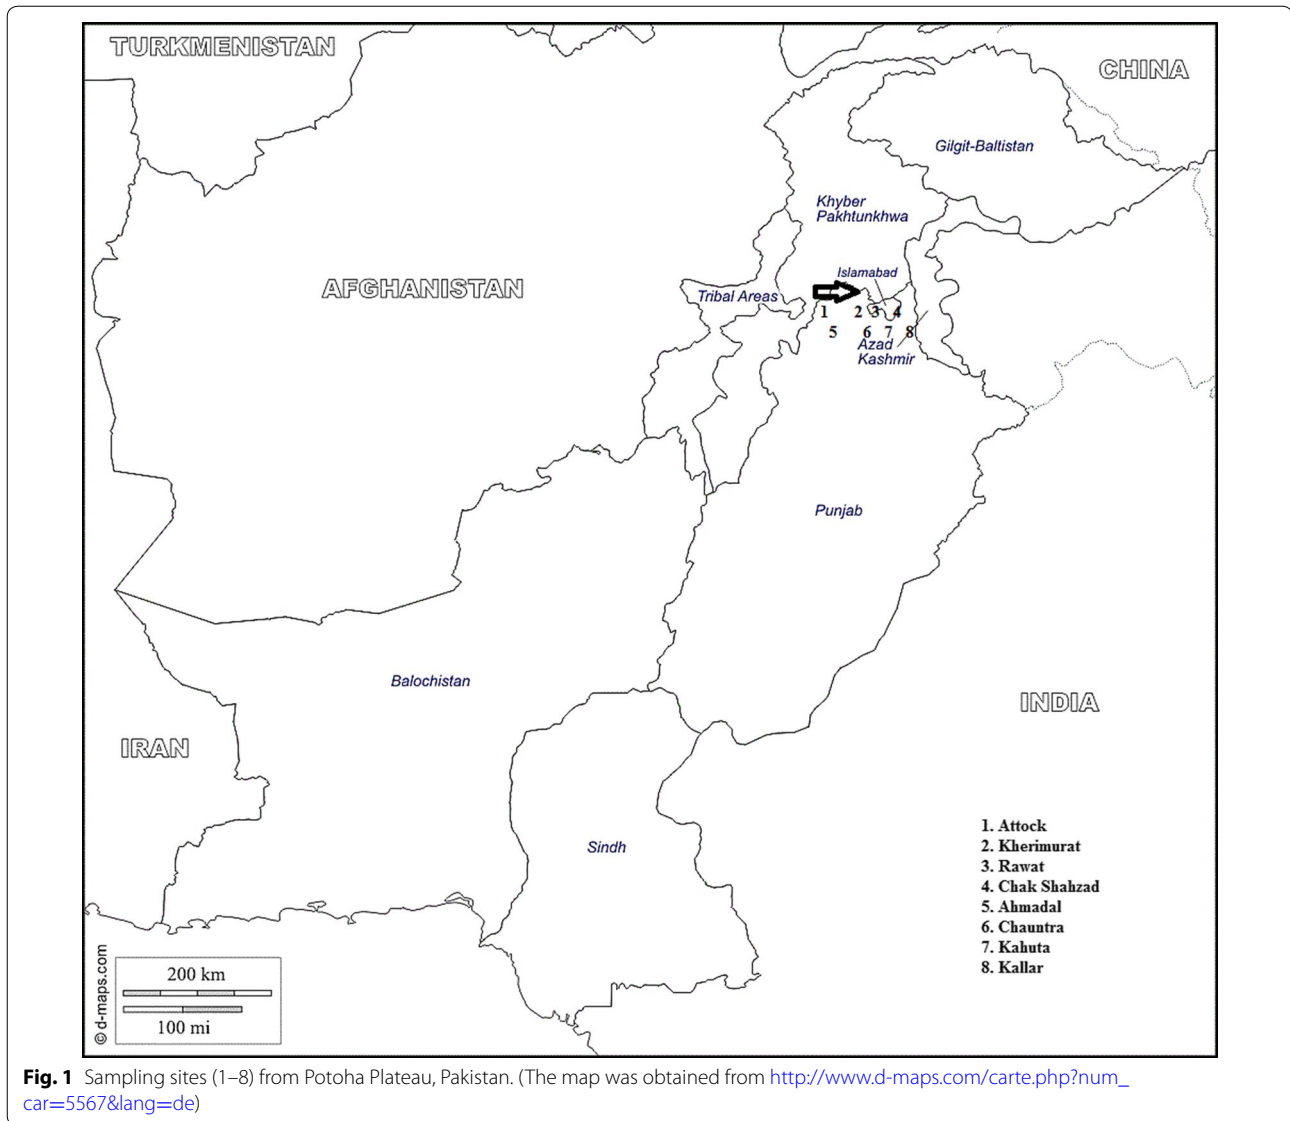 TURKMENISTAN
CHINA
Gilgit-Baltistan
Khyber
Pakhtunkhwa
Islamabad
AFGHANISTAN
Tribal Areas
1 2 3 4
5 6 7 8
Azad
Kashmir
Punjab
Balochistan
INDIA
IRAN
Sindh
1. Attock
2. Kherimurat
3. Rawat
4. Chak Shahzad
5. Ahmadal
6. Chauntra
7. Kahuta
8. Kallar
© d-maps.com
200 km
100 mi
Fig. 1 Sampling sites (1–8) from Potoha Plateau, Pakistan. (The map was obtained from http://www.d-maps.com/carte.php?num_
car=5567&lang=de)